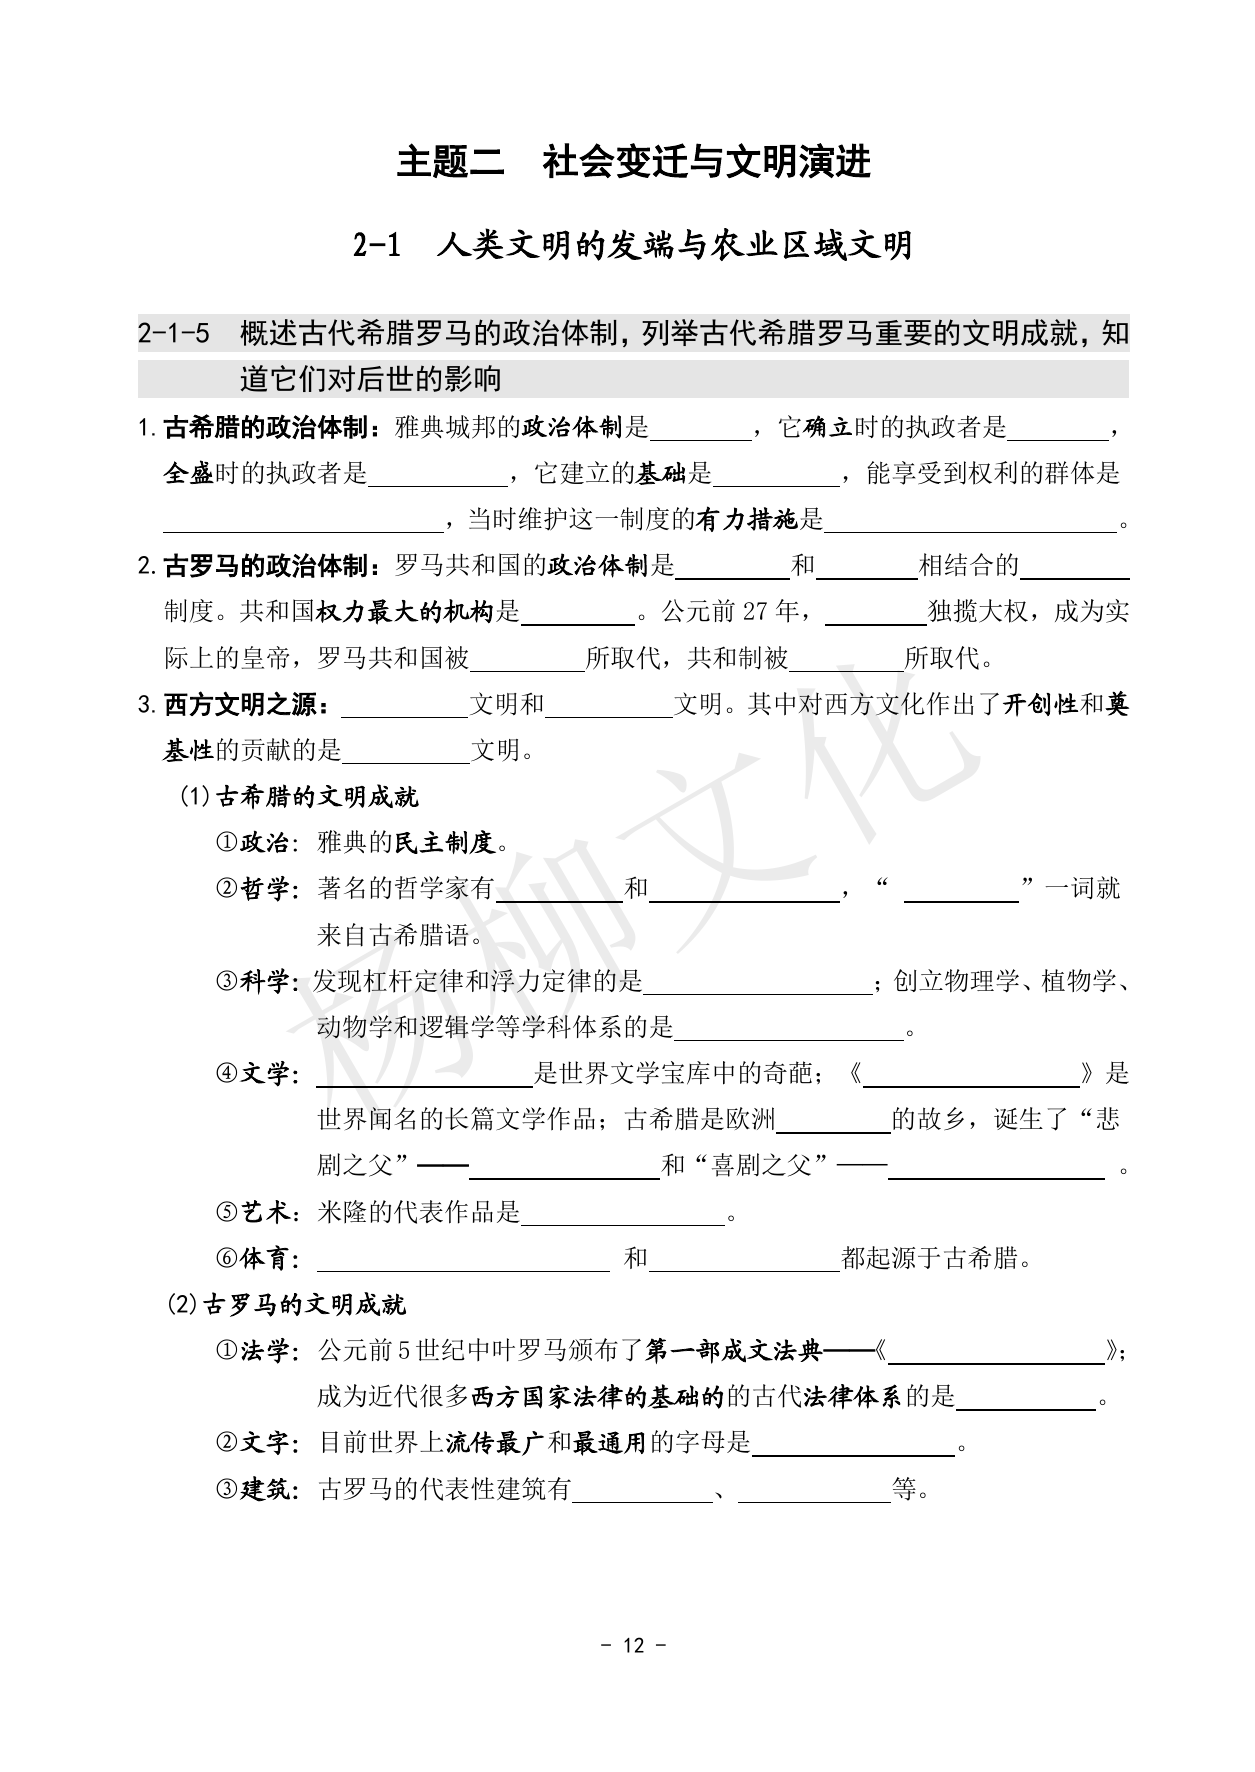 主题二　社会变迁与文明演进
2-1　人类文明的发端与农业区域文明
2-1-5　概述古代希腊罗马的政治体制，列举古代希腊罗马重要的文明成就，知
道它们对后世的影响
1.古希腊的政治体制：雅典城邦的政治体制是________，它确立时的执政者是________，
全盛时的执政者是___________，它建立的基础是__________，能享受到权利的群体是
______________________，当时维护这一制度的有力措施是_______________________。
2.古罗马的政治体制：罗马共和国的政治体制是_________和________相结合的_________
制度。共和国权力最大的机构是_________。公元前 27 年，________独揽大权，成为实
际上的皇帝，罗马共和国被_________所取代，共和制被_________所取代。
3.西方文明之源：__________文明和__________文明。其中对西方文化作出了开创性和奠
基性的贡献的是__________文明。
(1)古希腊的文明成就
①政治：雅典的民主制度。
②哲学：著名的哲学家有__________和_______________，“_________”一词就
来自古希腊语。
③科学：发现杠杆定律和浮力定律的是__________________；创立物理学、植物学、
动物学和逻辑学等学科体系的是__________________。
④文学：_________________是世界文学宝库中的奇葩；《_________________》是
世界闻名的长篇文学作品；古希腊是欧洲_________的故乡，诞生了“悲
剧之父”——_______________和“喜剧之父”——_________________。
⑤艺术：米隆的代表作品是________________。
⑥体育：_______________________ 和_______________都起源于古希腊。
(2)古罗马的文明成就
①法学：公元前 5 世纪中叶罗马颁布了第一部成文法典——《_________________》；
成为近代很多西方国家法律的基础的的古代法律体系的是___________。
②文字：目前世界上流传最广和最通用的字母是________________。
③建筑：古罗马的代表性建筑有___________、____________等。
杨柳文化
- 12 -